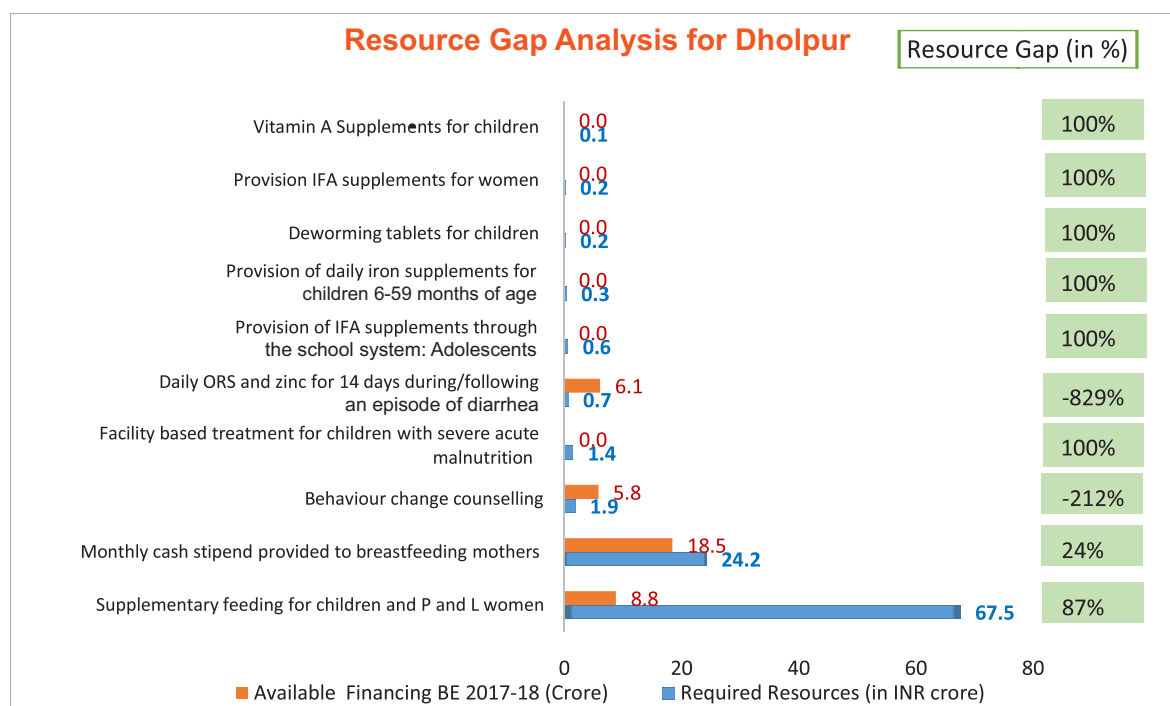 Resource Gap Analysis for Dholpur
Resource Gap (in %)
Vitamin A Supplements for children
0.0
0.1
100%
Provision IFA supplements for women
0.0
0.2
100%
Deworming tablets for children
0.0
0.2
100%
Provision of daily iron supplements for
children 6-59 months of age
0.0
0.3
100%
Provision of IFA supplements through
the school system: Adolescents
0.0
0.6
100%
Daily ORS and zinc for 14 days during/following
an episode of diarrhea
6.1
0.7
-829%
Facility based treatment for children with severe acute
malnutrition
0.0
1.4
100%
Behaviour change counselling
5.8
1.9
-212%
Monthly cash stipend provided to breastfeeding mothers
18.5
24.2
24%
Supplementary feeding for children and P and L women
8.8
67.5
87%
0 20 40 60 80
Available Financing BE 2017-18 (Crore) Required Resources (in INR crore)